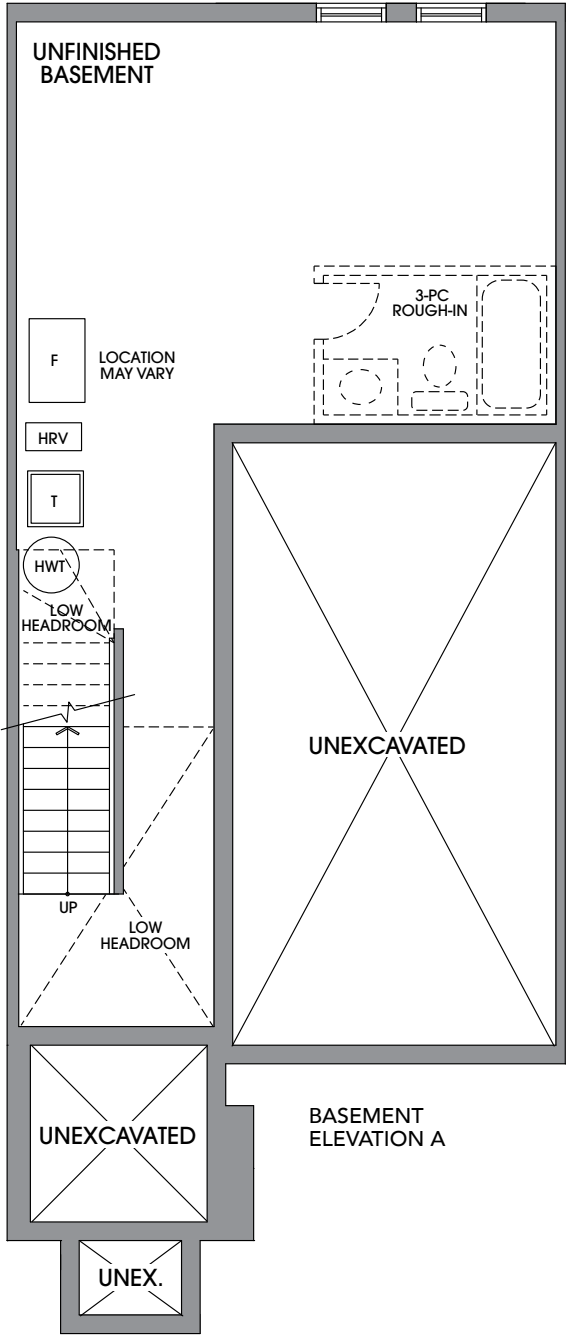 UNFINISHED
BASEMENT
3-PC
ROUGH-IN
F
LOCATION
MAY VARY
HRV
T
HWT
LOW
HEADROOM
UNEXCAVATED
UP
LOW
HEADROOM
UNEXCAVATED
BASEMENT
ELEVATION A
UNEX.